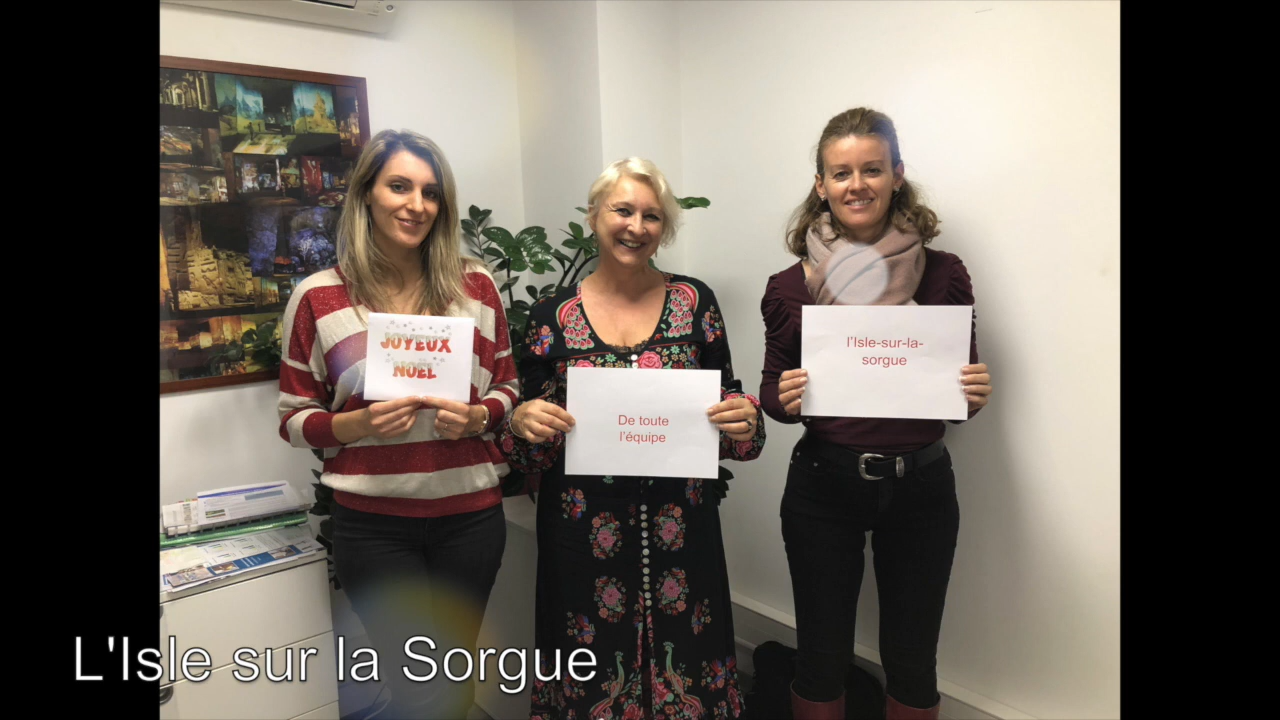 JOYEUX
NOËL
De toute
l'équipe
l'Isle-sur-la-
sorgue
L'Isle sur la Sorgue